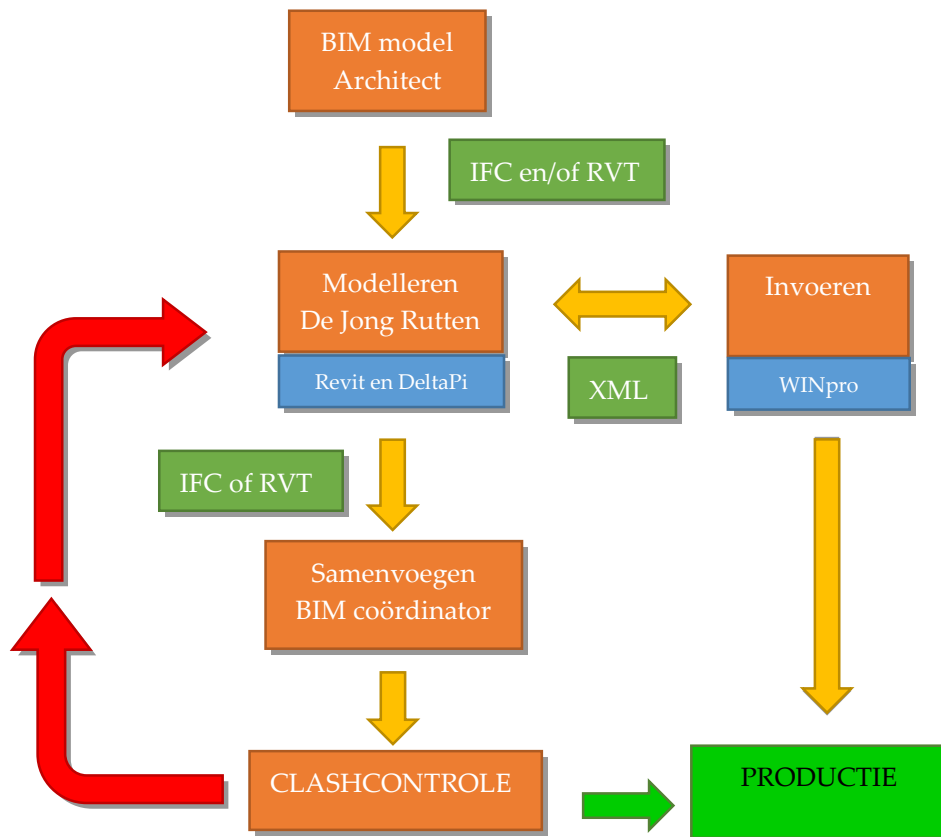 BIM model
Architect
IFC en/of RVT
Modelleren
De Jong Rutten
Revit en DeltaPi
XML
Invoeren
WINpro
IFC of RVT
Samenvoegen
BIM coördinator
CLASHCONTROLE
PRODUCTIE